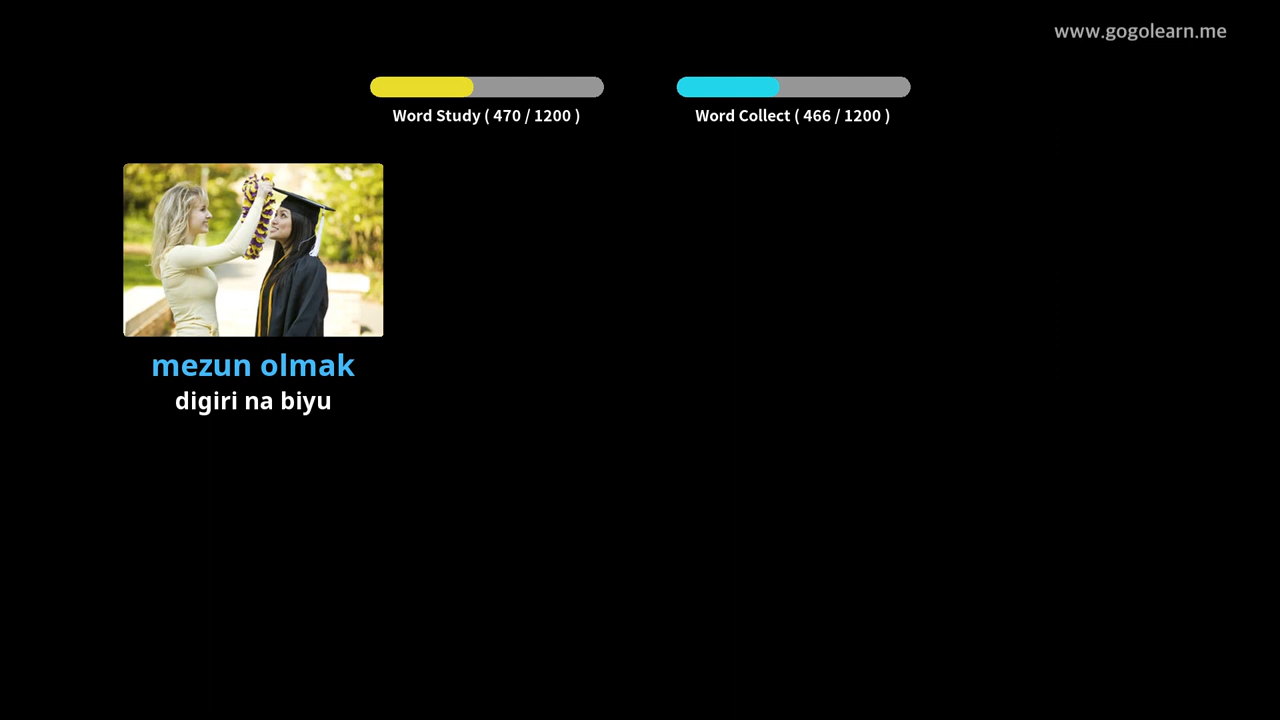 www.gogolearn.me
Word Study ( 470 / 1200 )
Word Collect ( 466 / 1200 )
mezun olmak
digiri na biyu